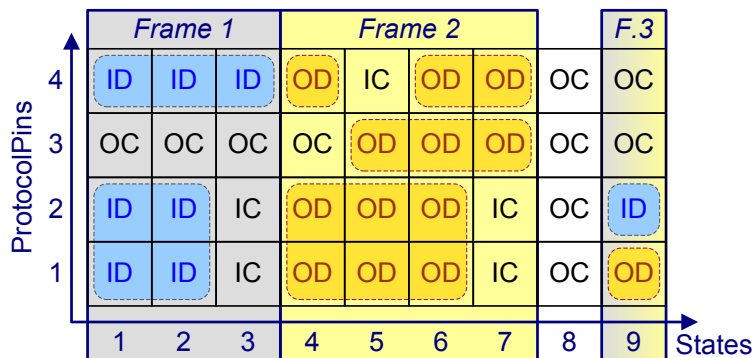 Frame 1 Frame 2 F.3
4 ID ID ID OD IC OD OD OC OC
3 OC OC OC OC OD OD OD OC OC
ProtocolPins
2 ID ID IC OD OD OD IC OC ID
1 ID ID IC OD OD OD IC OC OD
1 2 3 4 5 6 7 8 9 States